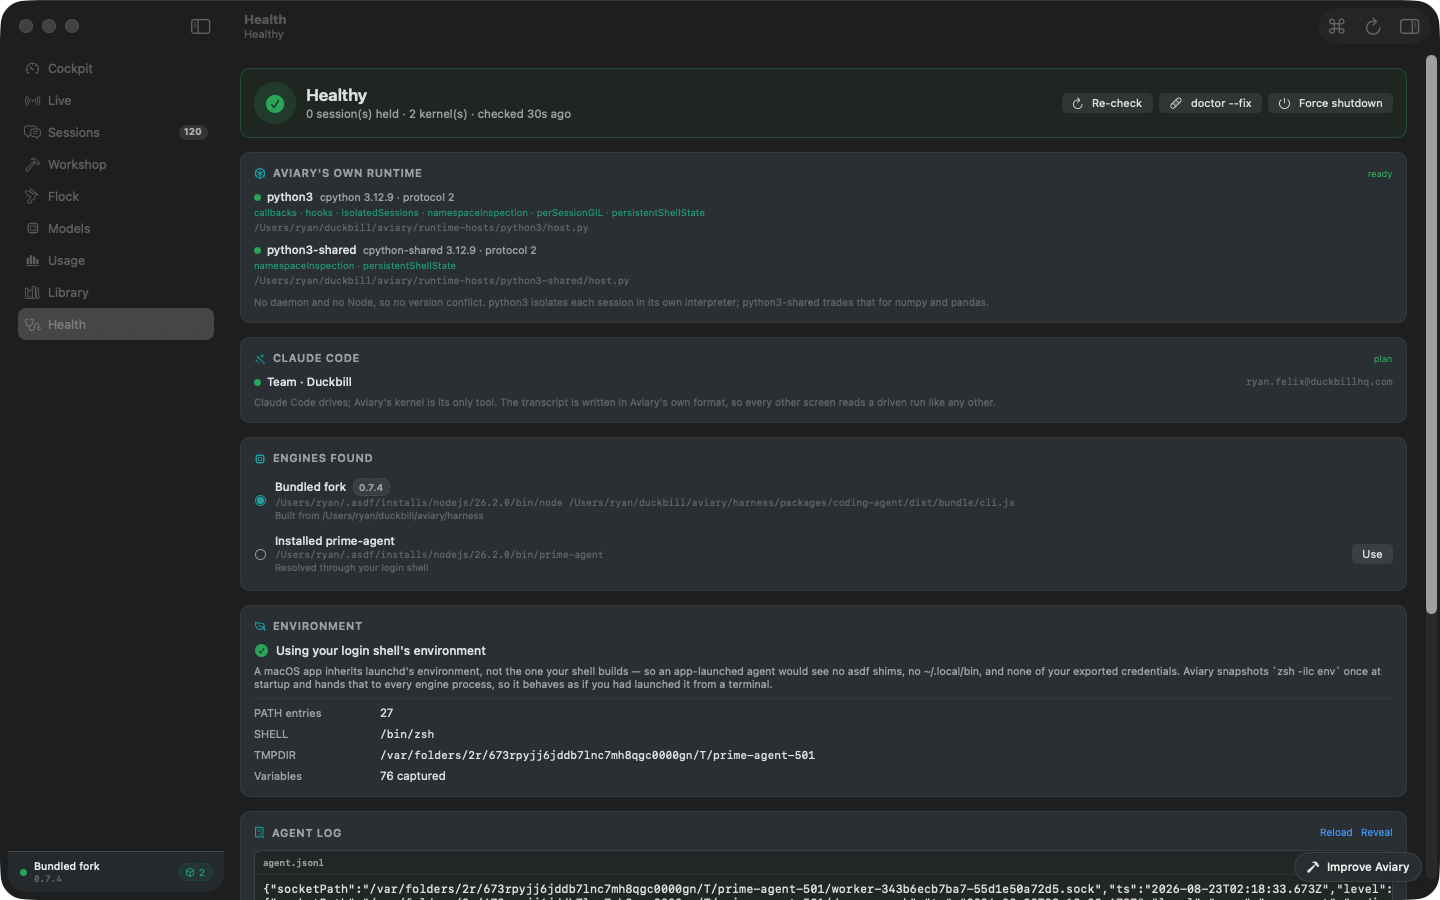 Health
Healthy
Cockpit
Live
Sessions 120
Workshop
Flock
Models
Usage
Library
Health
Bundled fork
0.7.4
2
Healthy
0 session(s) held · 2 kernel(s) · checked 30s ago
Re-check
doctor --fix
Force shutdown
AVIARY'S OWN RUNTIME
ready
python3 cpython 3.12.9 · protocol 2
callbacks · hooks · isolatedSessions · namespaceInspection · perSessionGIL · persistentShellState
/Users/ryan/duckbill/aviary/runtime-hosts/python3/host.py
python3-shared cpython-shared 3.12.9 · protocol 2
namespaceInspection · persistentShellState
/Users/ryan/duckbill/aviary/runtime-hosts/python3-shared/host.py
No daemon and no Node, so no version conflict. python3 isolates each session in its own interpreter; python3-shared trades that for numpy and pandas.
CLAUDE CODE
plan
Team · Duckbill
ryan.felix@duckbillhq.com
Claude Code drives; Aviary's kernel is its only tool. The transcript is written in Aviary's own format, so every other screen reads a driven run like any other.
ENGINES FOUND
Bundled fork 0.7.4
/Users/ryan/.asdf/installs/nodejs/26.2.0/bin/node /Users/ryan/duckbill/aviary/harness/packages/coding-agent/dist/bundle/cli.js
Built from /Users/ryan/duckbill/aviary/harness
Installed prime-agent
/Users/ryan/.asdf/installs/nodejs/26.2.0/bin/prime-agent
Resolved through your login shell
Use
ENVIRONMENT
Using your login shell's environment
A macOS app inherits launchd's environment, not the one your shell builds — so an app-launched agent would see no asdf shims, no ~/.local/bin, and none of your exported credentials. Aviary snapshots `zsh -ilc env` once at
startup and hands that to every engine process, so it behaves as if you had launched it from a terminal.
PATH entries 27
SHELL /bin/zsh
TMPDIR /var/folders/2r/673rpyjj6jddb7lnc7mh8qgc0000gn/T/prime-agent-501
Variables 76 captured
AGENT LOG
Reload
Reveal
agent.jsonl
Improve Aviary
{"socketPath":"/var/folders/2r/673rpyjj6jddb7lnc7mh8qgc0000gn/T/prime-agent-501/worker-343b6ecb7ba7-55d1e50a72d5.sock","ts":"2026-08-23T02:18:33.673Z","level":